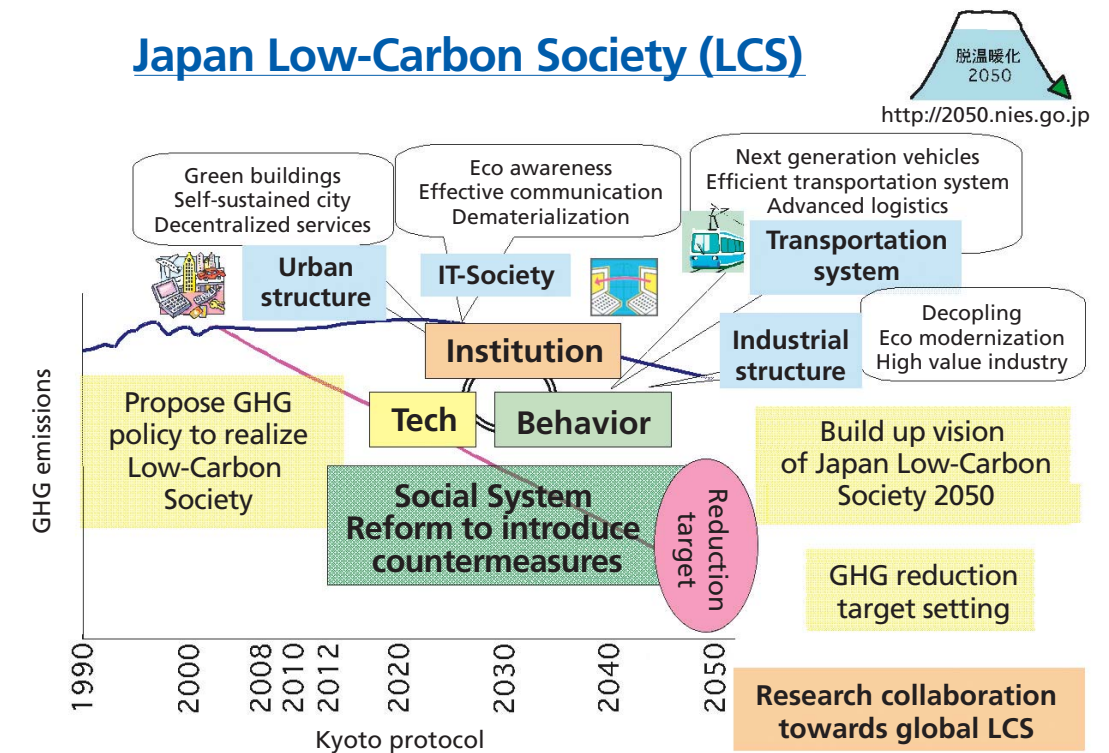 Japan Low-Carbon Society (LCS)
脱温暖化
2050
http://2050.nies.go.jp
Green buildings
Self-sustained city
Decentralized services
Eco awareness
Effective communication
Dematerialization
Next generation vehicles
Efficient transportation system
Advanced logistics
Urban
structure
IT-Society
Transportation
system
Industrial
structure
Decopling
Eco modernization
High value industry
Institution
Tech
Behavior
GHG emissions
Propose GHG
policy to realize
Low-Carbon
Society
Social System
Reform to introduce
countermeasures
Reduction
target
Build up vision
of Japan Low-Carbon
Society 2050
GHG reduction
target setting
1990
2000
2008
2010
2012
2020
2030
2040
2050
Kyoto protocol
Research collaboration
towards global LCS